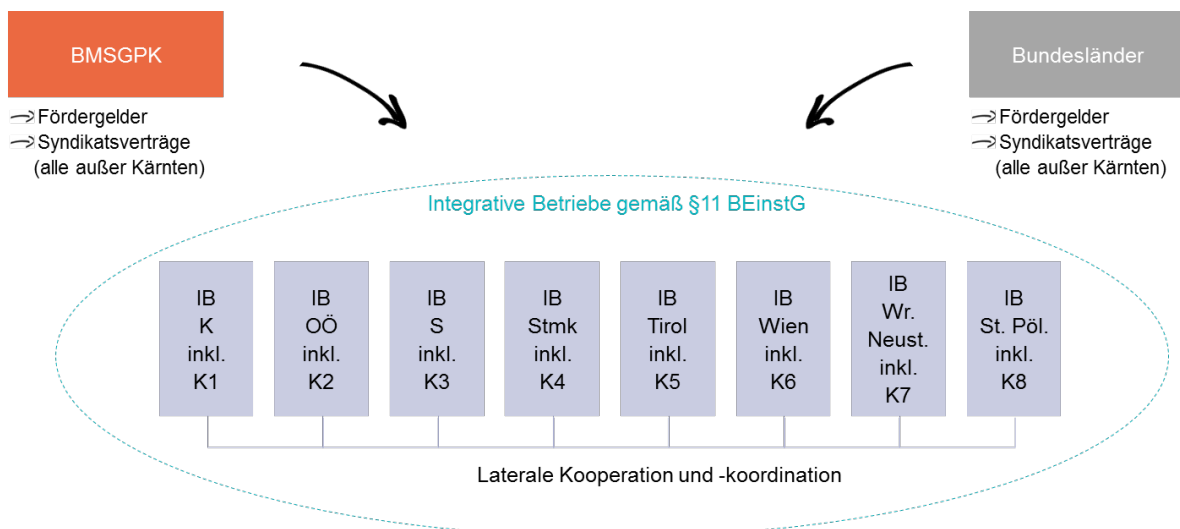 BMSGPK
Fördergelder
Syndikatsverträge
(alle außer Kärnten)
Bundesländer
Fördergelder
Syndikatsverträge
(alle außer Kärnten)
Integrative Betriebe gemäß §11 BEinstG
IB
K
inkl.
K1
IB
OÖ
inkl.
K2
IB
S
inkl.
K3
IB
Stmk
inkl.
K4
IB
Tirol
inkl.
K5
IB
Wien
inkl.
K6
IB
Wr.
Neust.
inkl.
K7
IB
St. Pöl.
inkl.
K8
Laterale Kooperation und -koordination